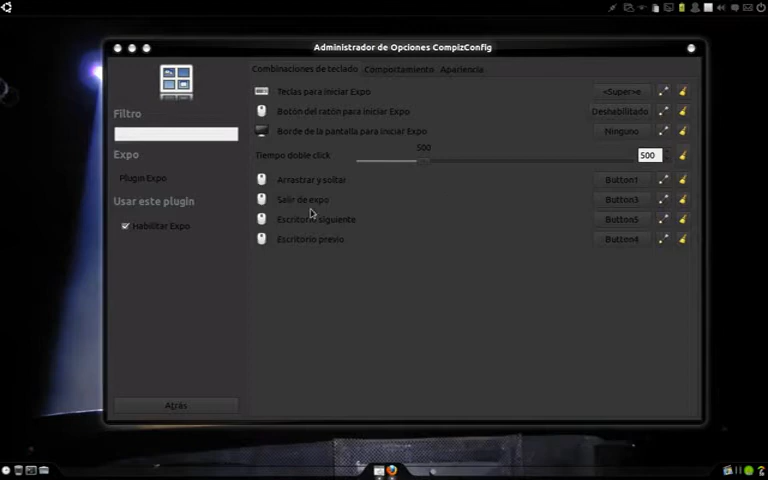 Administrador de Opciones CompizConfig
Combinaciones de teclado Comportamiento Apariencia
Filtro
Expo
Plugin Expo
Usar este plugin
Habilitar Expo
Atrás
Teclas para iniciar Expo <Super>e
Botón del ratón para iniciar Expo Deshabilitado
Borde de la pantalla para iniciar Expo Ninguno
500
Tiempo doble click 500
Arrastrar y soltar Button1
Salir de expo Button3
Escritorio siguiente Button5
Escritorio previo Button4